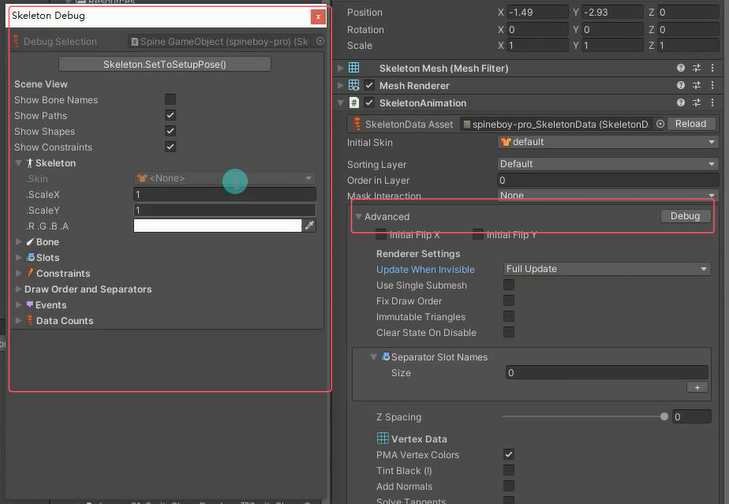 Resources
Skeleton Debug
x
Debug Selection
Spine GameObject (spineboy-pro) (Sk
Skeleton.SetToSetupPose()
Scene View
Show Bone Names
Show Paths
Show Shapes
Show Constraints
Skeleton
.Skin
<None>
.ScaleX
1
.ScaleY
1
.R .G .B .A
Bone
Slots
Constraints
Draw Order and Separators
Events
Data Counts
Position
X
-1.49
Y
-2.93
Z
0
Rotation
X
0
Y
0
Z
0
Scale
X
1
Y
1
Z
1
Skeleton Mesh (Mesh Filter)
Mesh Renderer
SkeletonAnimation
SkeletonData Asset
spineboy-pro_SkeletonData (SkeletonD
Reload
Initial Skin
default
Sorting Layer
Default
Order in Layer
0
Mask Interaction
None
Advanced
Debug
Initial Flip X
Initial Flip Y
Renderer Settings
Update When Invisible
Full Update
Use Single Submesh
Fix Draw Order
Immutable Triangles
Clear State On Disable
Separator Slot Names
Size
0
+
Z Spacing
0
Vertex Data
PMA Vertex Colors
Tint Black (!)
Add Normals
Solve Tangents